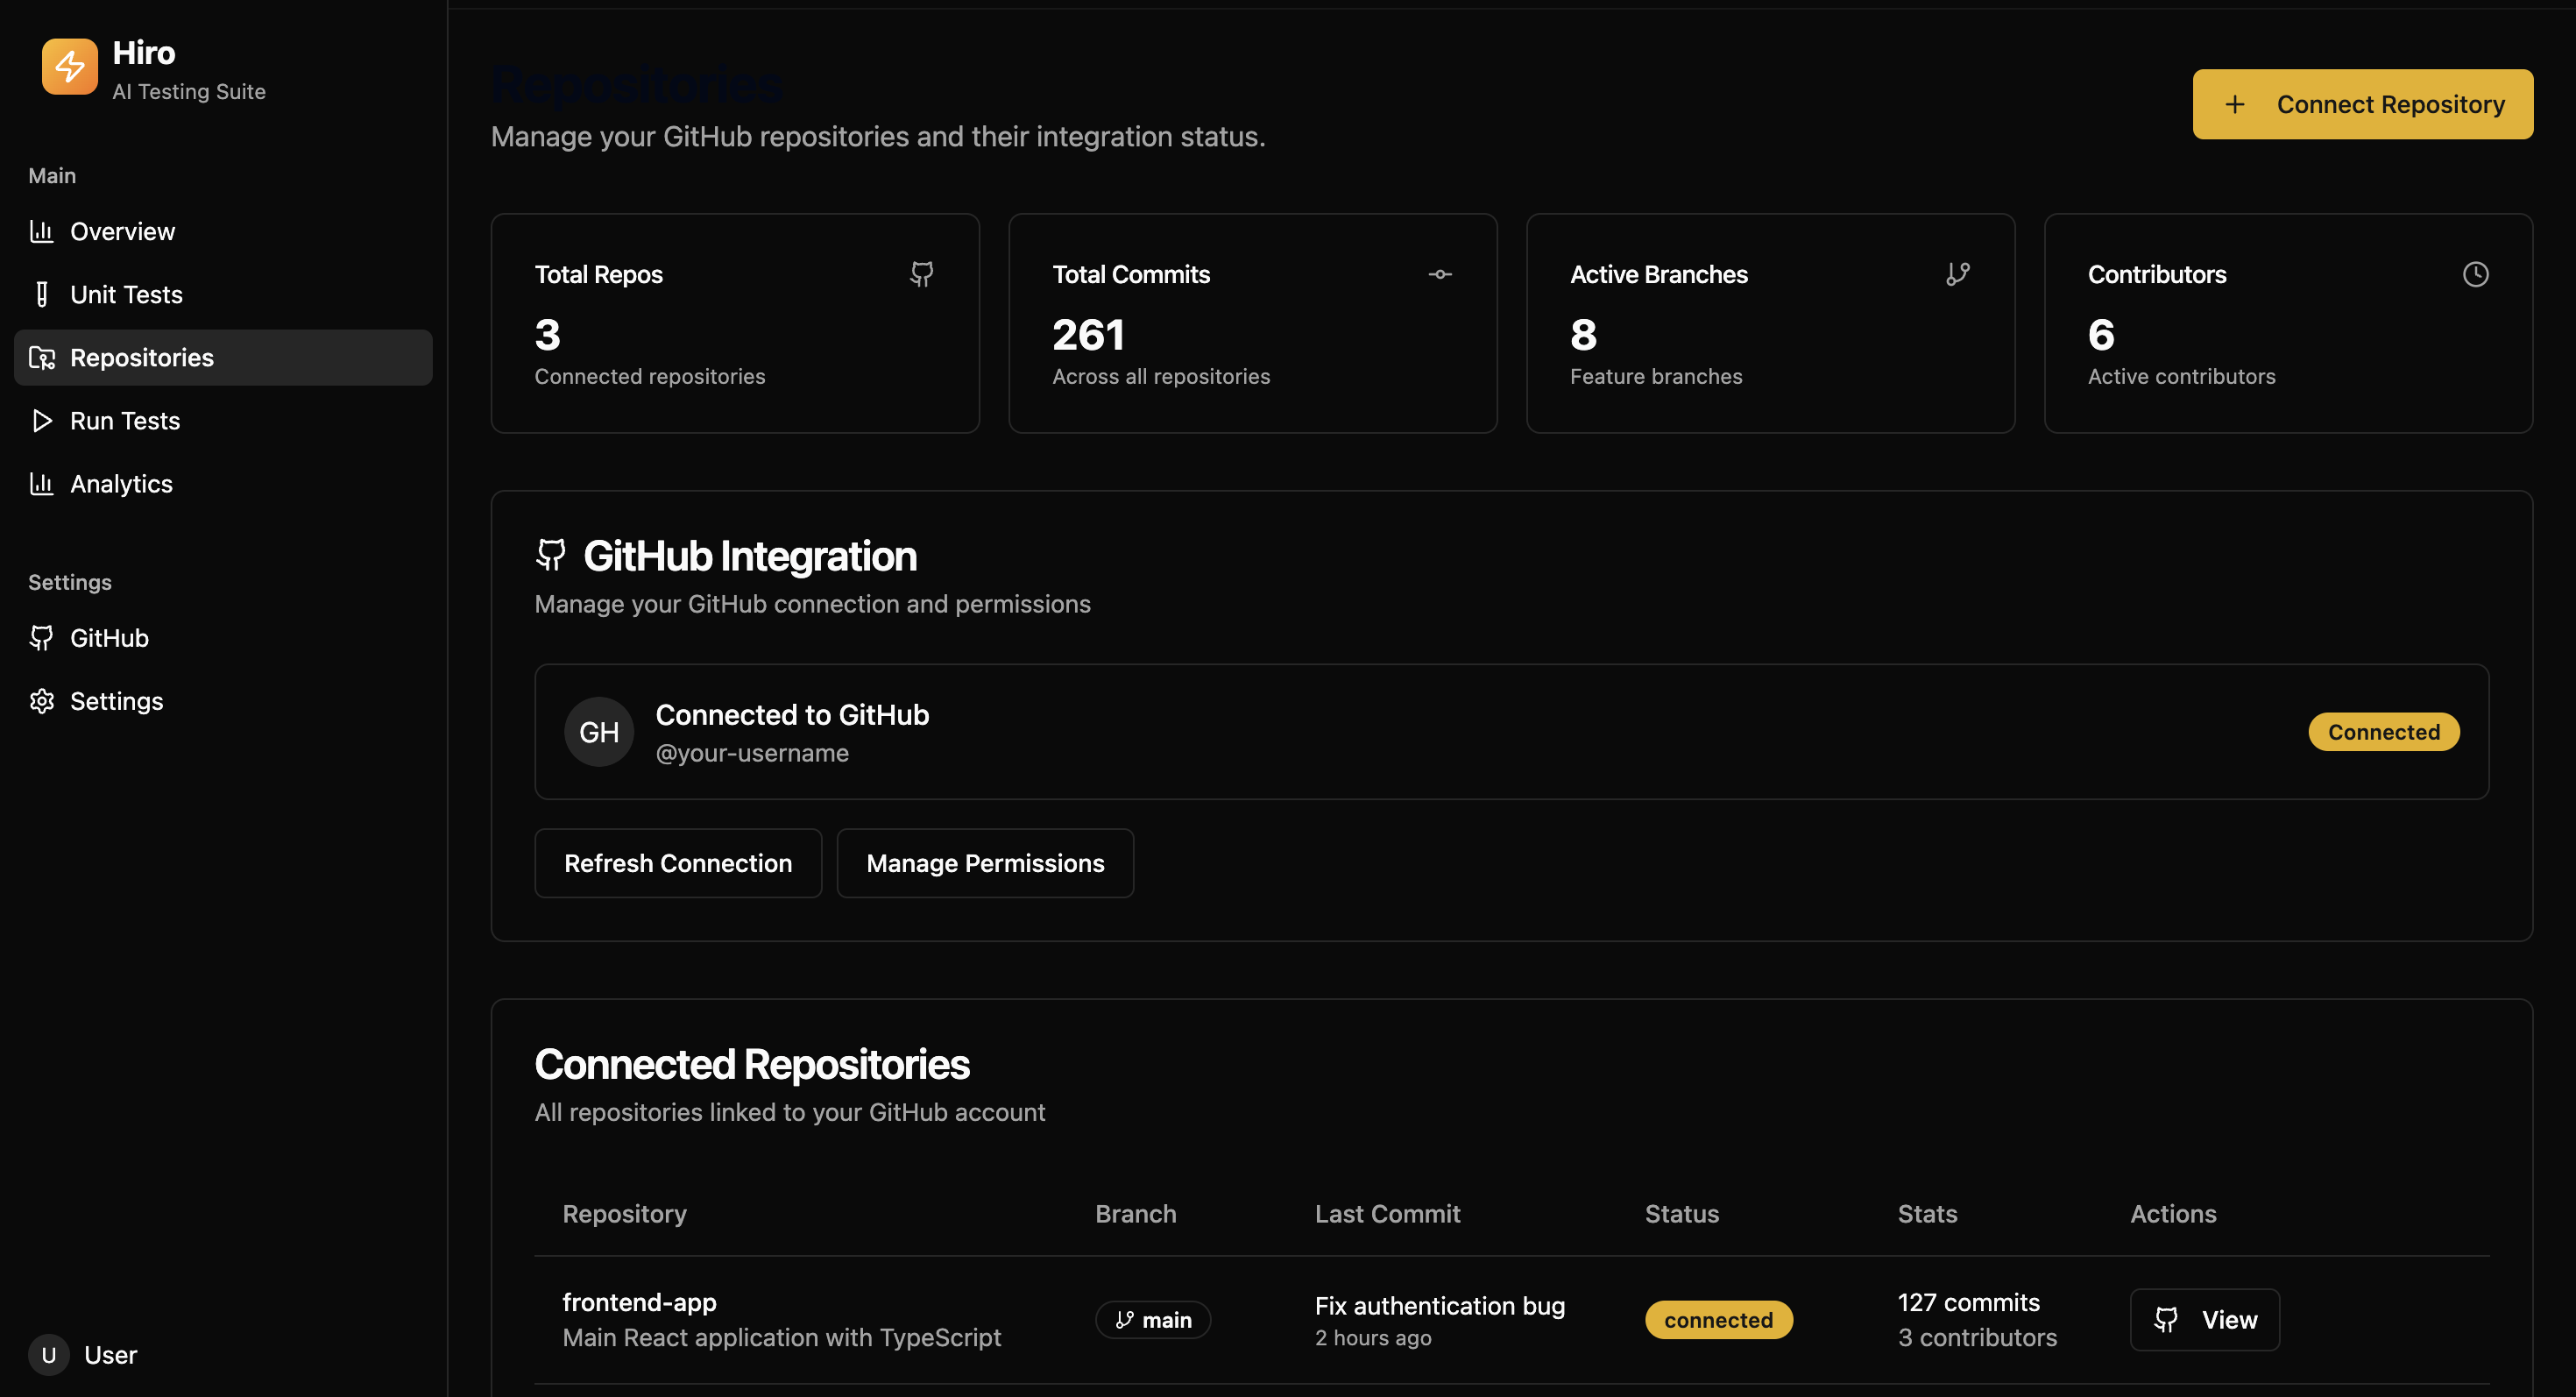 Hiro
AI Testing Suite
Main
Overview
Unit Tests
Repositories
Run Tests
Analytics
Settings
GitHub
Settings
U User
Repositories
Manage your GitHub repositories and their integration status.
+ Connect Repository
Total Repos
3
Connected repositories
Total Commits
261
Across all repositories
Active Branches
8
Feature branches
Contributors
6
Active contributors
GitHub Integration
Manage your GitHub connection and permissions
GH
Connected to GitHub
@your-username
Connected
Refresh Connection
Manage Permissions
Connected Repositories
All repositories linked to your GitHub account
Repository Branch Last Commit Status Stats Actions
frontend-app
Main React application with TypeScript
main
Fix authentication bug
2 hours ago
connected
127 commits
3 contributors
View